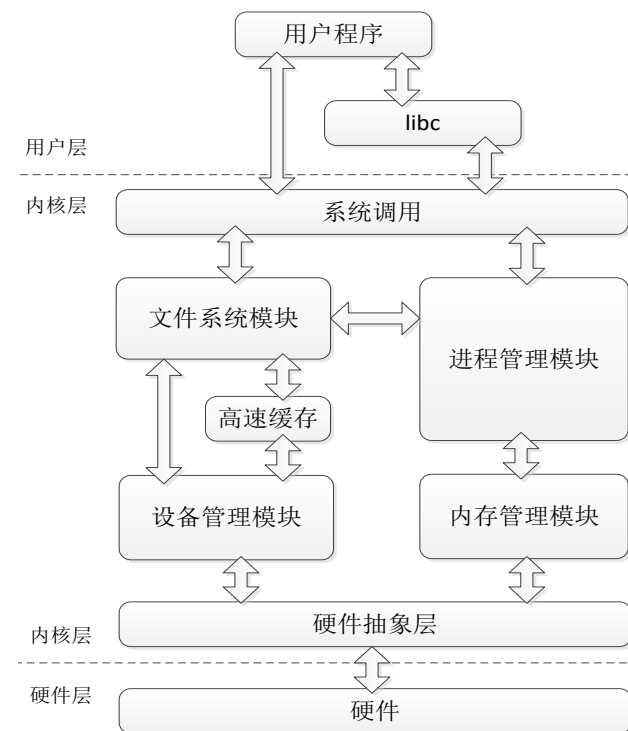 用户程序
libc
用户层
内核层
系统调用
文件系统模块
进程管理模块
高速缓存
设备管理模块
内存管理模块
硬件抽象层
内核层
硬件层
硬件